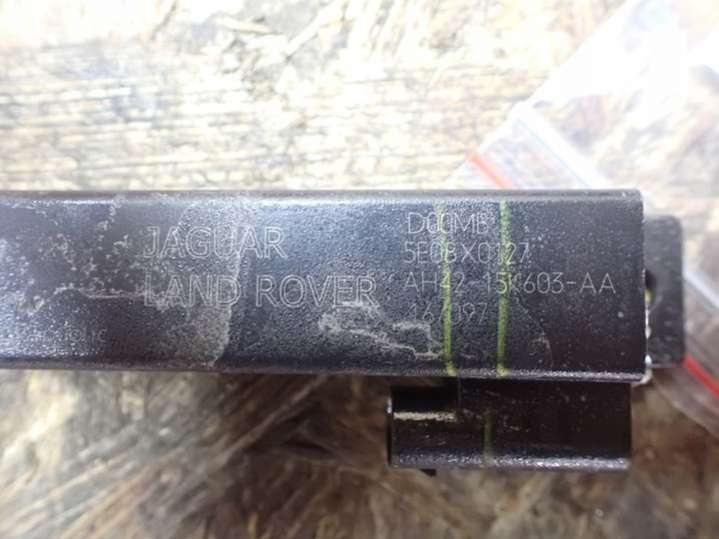 JAGUAR
LAND ROVER
D00MB
5E08X0127
AH42-15K603-AA